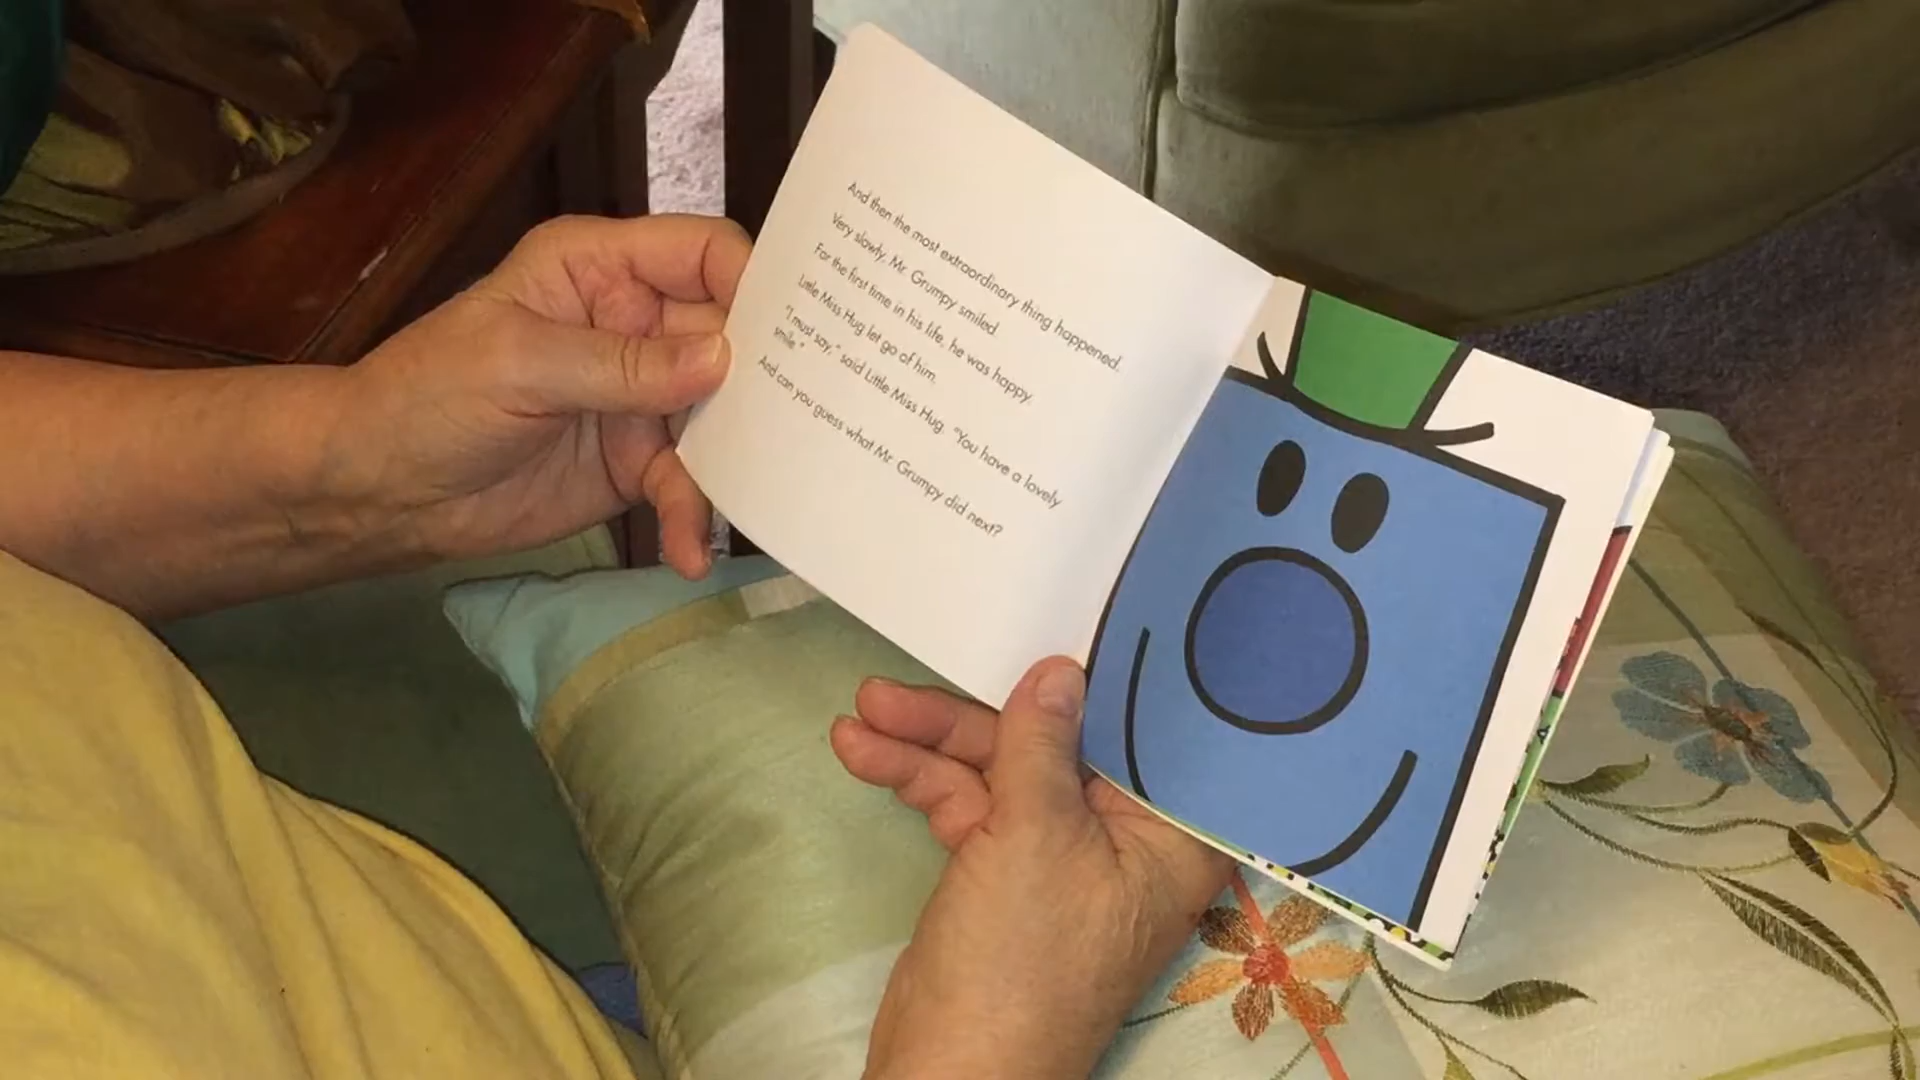 And then the most extraordinary thing happened.
Very slowly, Mr. Grumpy smiled.
For the first time in his life, he was happy.
Little Miss Hug let go of him.
"I must say," said Little Miss Hug. "You have a lovely
smile."
And can you guess what Mr. Grumpy did next?